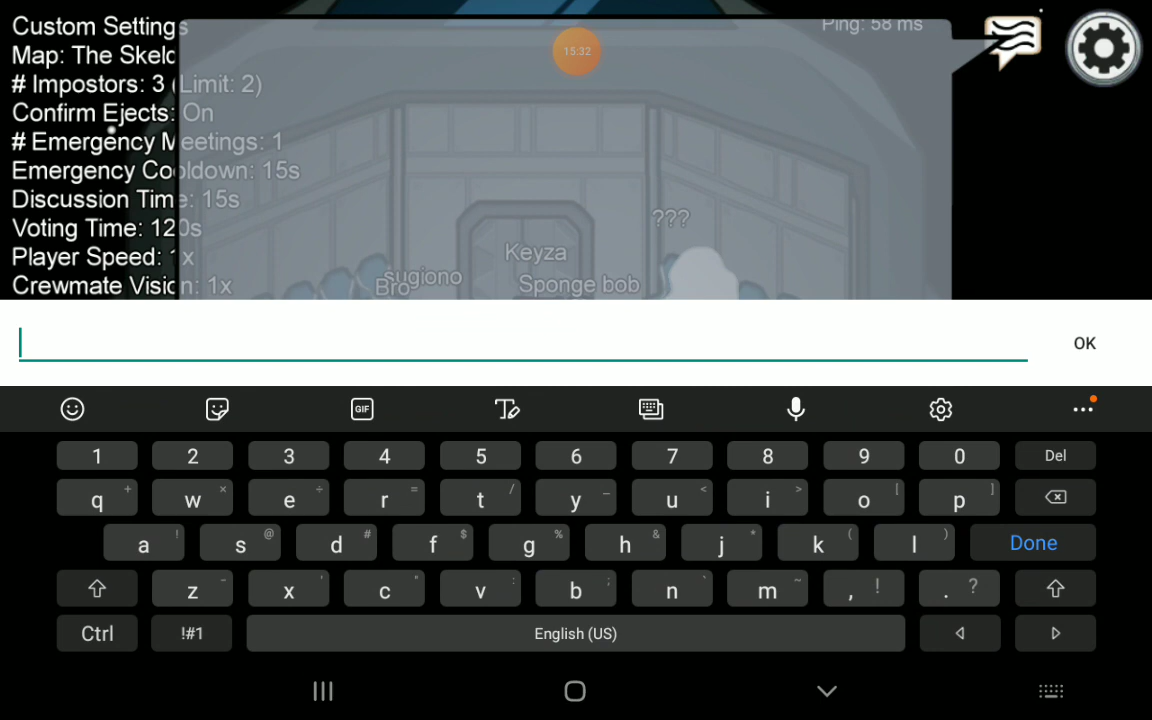 Custom Settings
Ping: 58 ms
15:32
Map: The Skeld
# Impostors: 3 (Limit: 2)
Confirm Ejects: On
# Emergency Meetings: 1
Emergency Cooldown: 15s
Discussion Time: 15s
Voting Time: 120s
Player Speed: 1x
Crewmate Vision: 1x
???
Keyza
sugiono
Bro
Sponge bob
OK
GIF
1 2 3 4 5 6 7 8 9 0 Del
q + w × e ÷ r = t / y _ u < i > o [ p ]
a ! s @ d # f $ g % h & j * k ( l ) Done
z - x ' c " v : b ; n ` m ~ , ! . ?
Ctrl !#1 English (US)